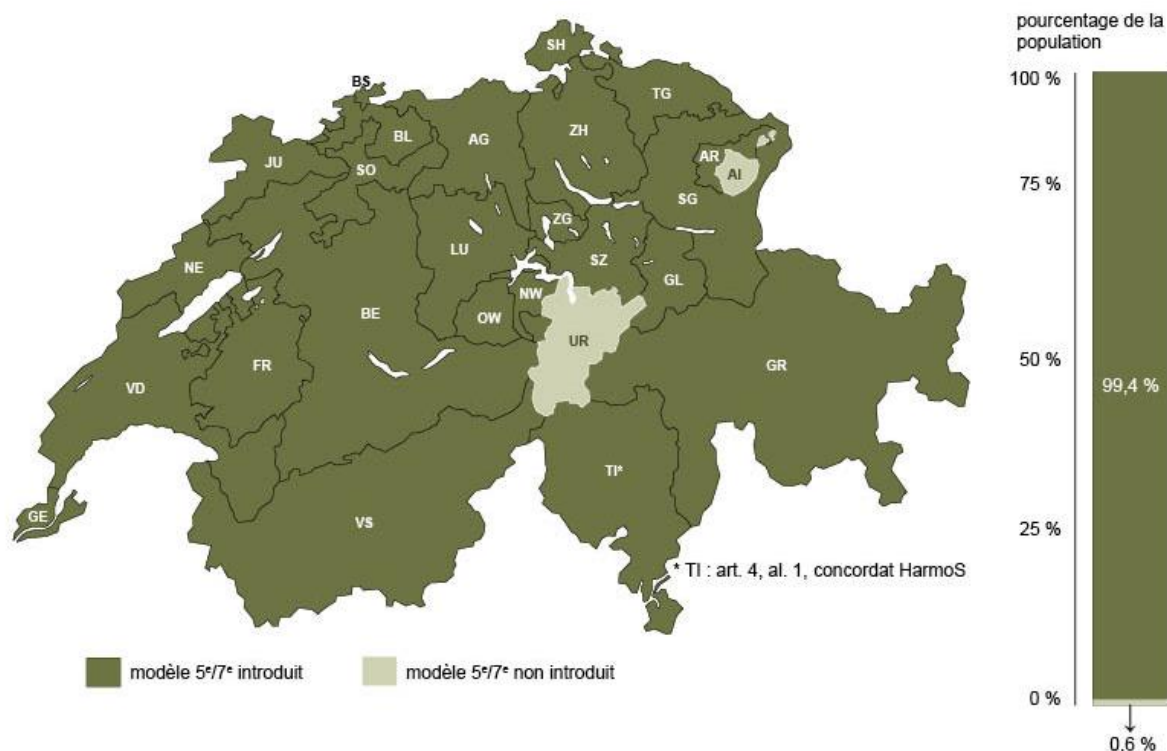 pourcentage de la
population
SH
BS
TG
BL
AG
ZH
JU
SO
AR
AI
100 %
75 %
SG
ZG
LU
SZ
NE
GL
NW
OW
BE
UR
FR
GR
VD
50 %
99,4 %
TI*
GE
VS
25 %
* TI : art. 4, al. 1, concordat HarmoS
modèle 5ᵉ/7ᵉ introduit
modèle 5ᵉ/7ᵉ non introduit
0 %
0,6 %